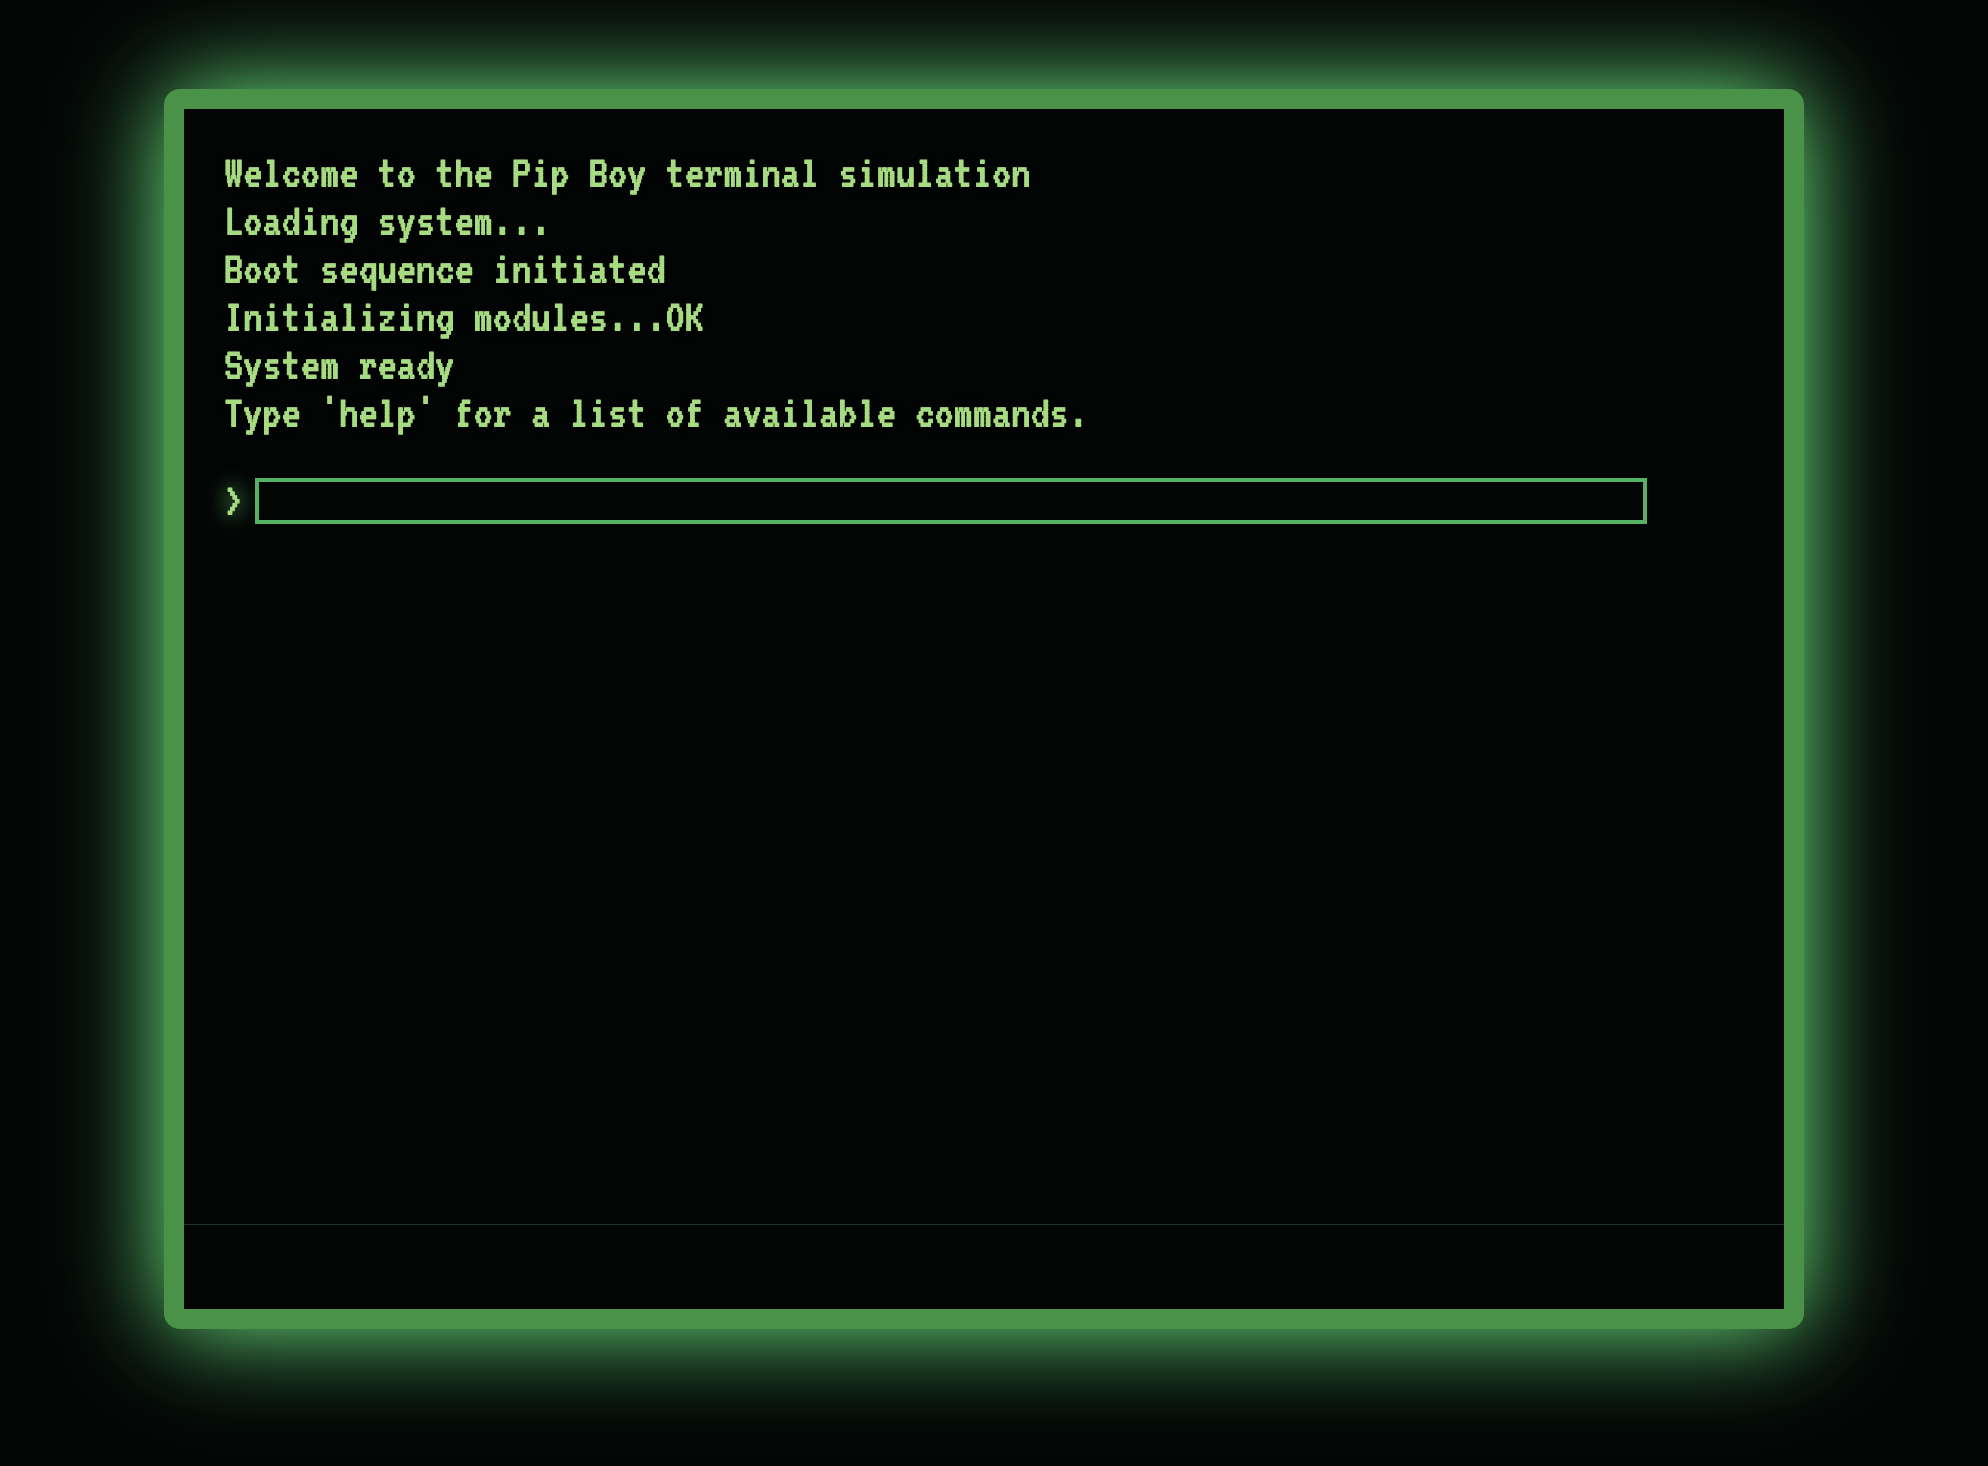 Welcome to the Pip Boy terminal simulation
Loading system...
Boot sequence initiated
Initializing modules...OK
System ready
Type 'help' for a list of available commands.
>